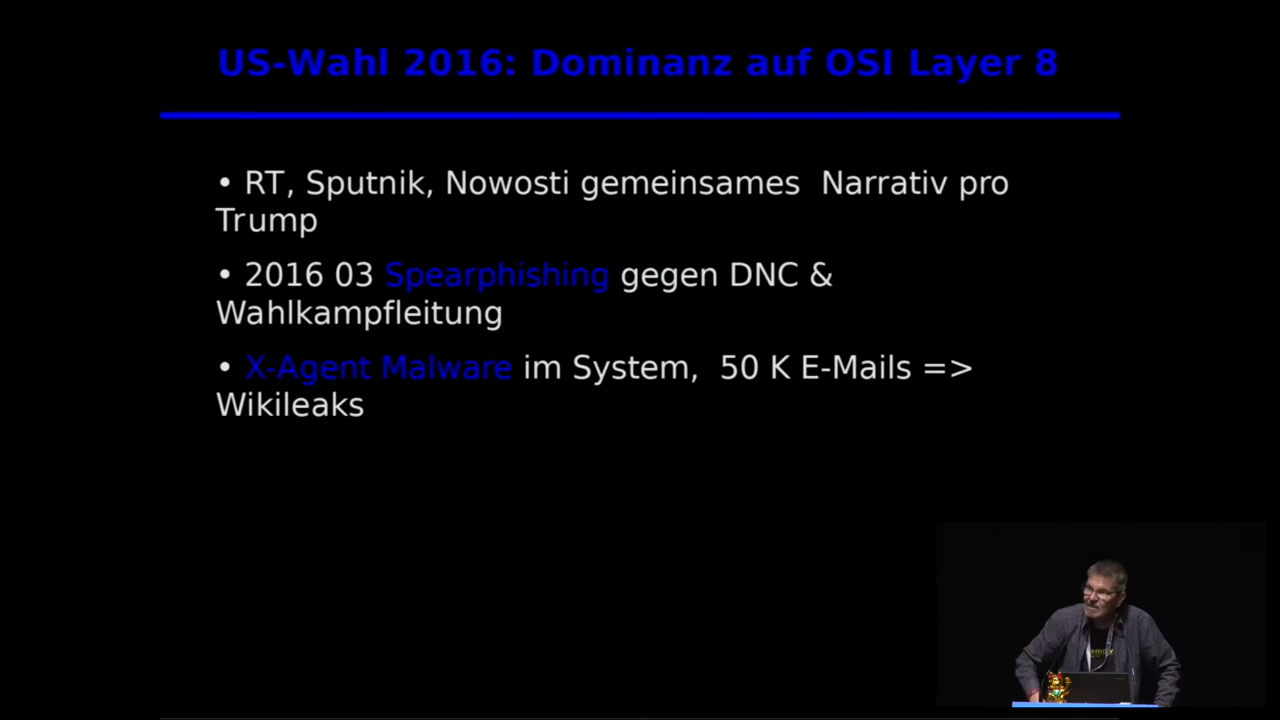 US-Wahl 2016: Dominanz auf OSI Layer 8
• RT, Sputnik, Nowosti gemeinsames  Narrativ pro
Trump
• 2016 03 Spearphishing gegen DNC &
Wahlkampfleitung
• X-Agent Malware im System,  50 K E-Mails =>
Wikileaks